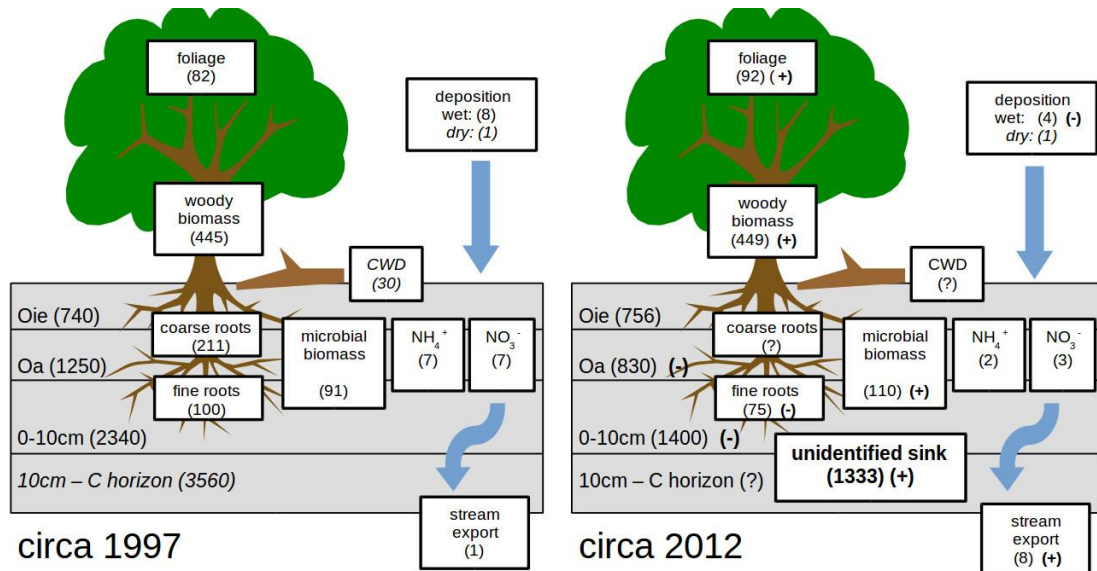 foliage
(82)
deposition
wet: (8)
dry: (1)
woody
biomass
(445)
CWD
(30)
Oie (740)
coarse roots
(211)
microbial
biomass
(91)
NH4+
(7)
NO3-
(7)
Oa (1250)
fine roots
(100)
0-10cm (2340)
10cm – C horizon (3560)
stream
export
(1)
circa 1997
foliage
(92) (+)
deposition
wet: (4) (-)
dry: (1)
woody
biomass
(449) (+)
CWD
(?)
Oie (756)
coarse roots
(?)
microbial
biomass
(110) (+)
NH4+
(2)
NO3-
(3)
Oa (830) (-)
fine roots
(75) (-)
0-10cm (1400) (-)
unidentified sink
(1333) (+)
10cm – C horizon (?)
stream
export
(8) (+)
circa 2012